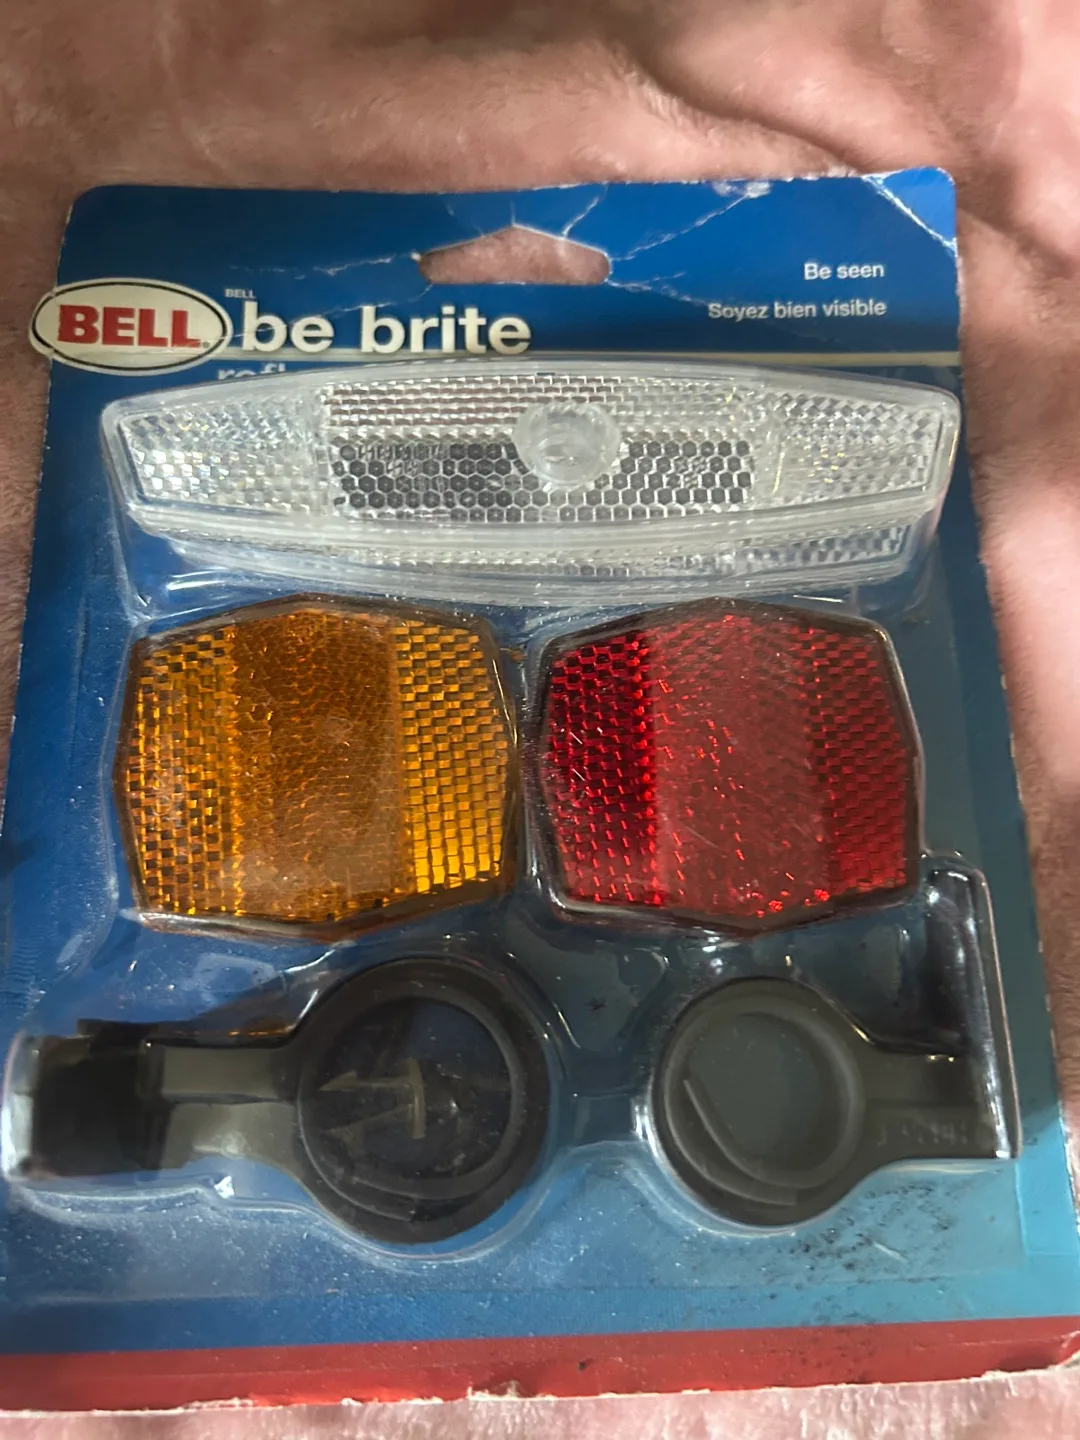 Be seen
Soyez bien visible
BELL
BELL
be brite